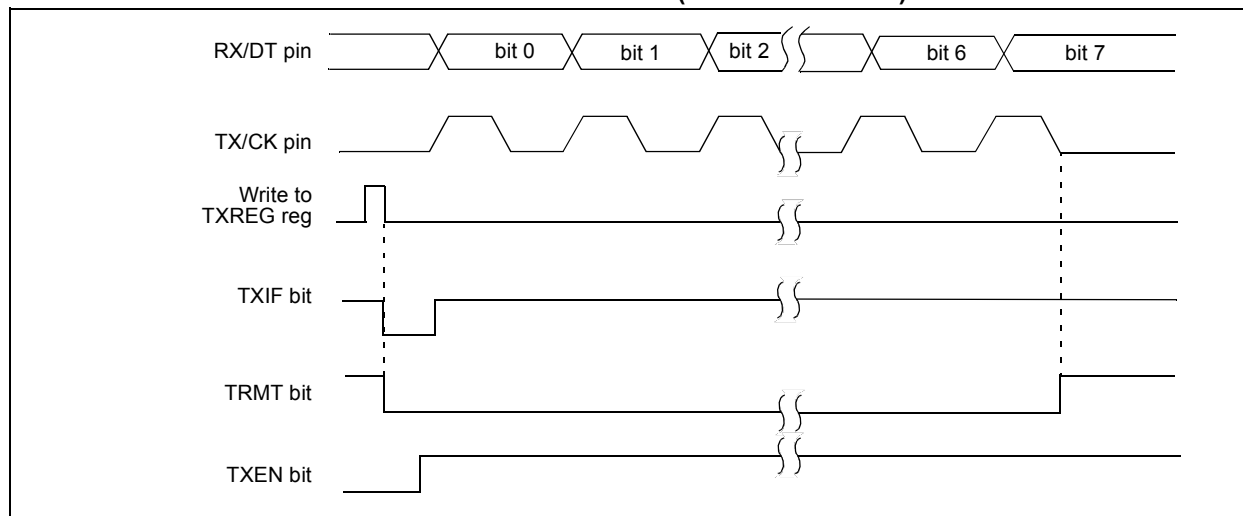 RX/DT pin
bit 0
bit 1
bit 2
bit 6
bit 7
TX/CK pin
Write to
TXREG reg
TXIF bit
TRMT bit
TXEN bit